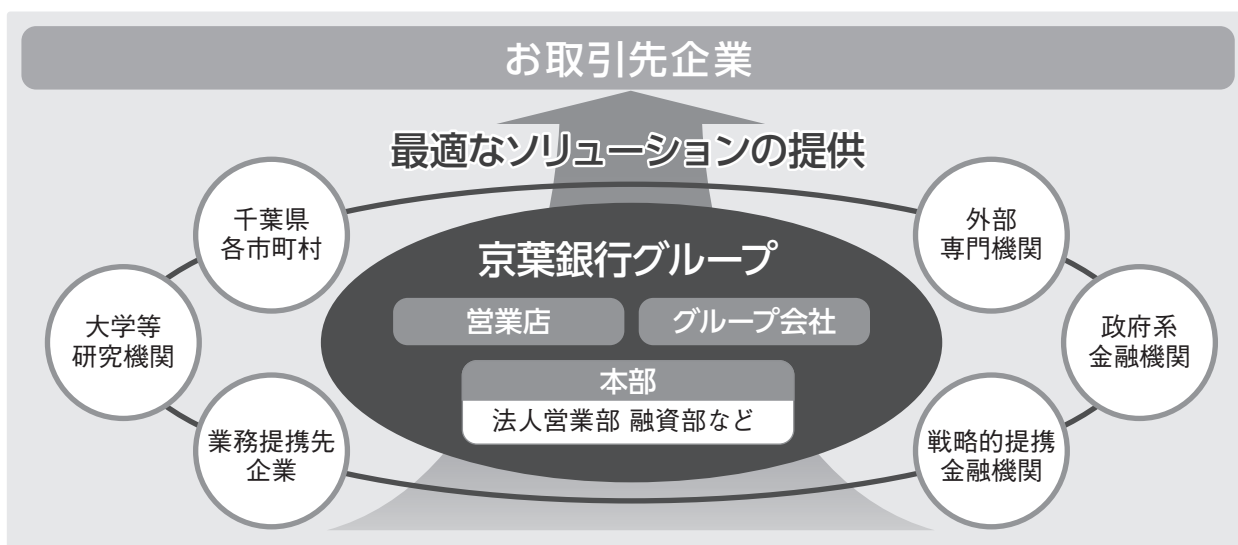 お取引先企業
最適なソリューションの提供
千葉県
各市町村
外部
専門機関
京葉銀行グループ
営業店
グループ会社
大学等
研究機関
政府系
金融機関
本部
法人営業部 融資部など
業務提携先
企業
戦略的提携
金融機関